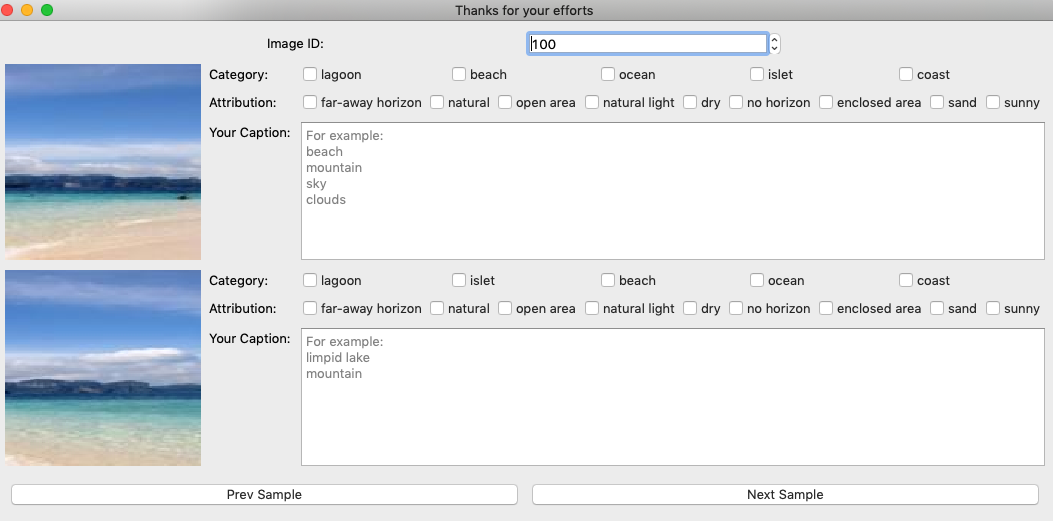 Thanks for your efforts
Image ID: 100
Category: lagoon beach ocean islet coast
Attribution: far-away horizon natural open area natural light dry no horizon enclosed area sand sunny
Your Caption: For example:
beach
mountain
sky
clouds
Category: lagoon islet beach ocean coast
Attribution: far-away horizon natural open area natural light dry no horizon enclosed area sand sunny
Your Caption: For example:
limpid lake
mountain
Prev Sample Next Sample